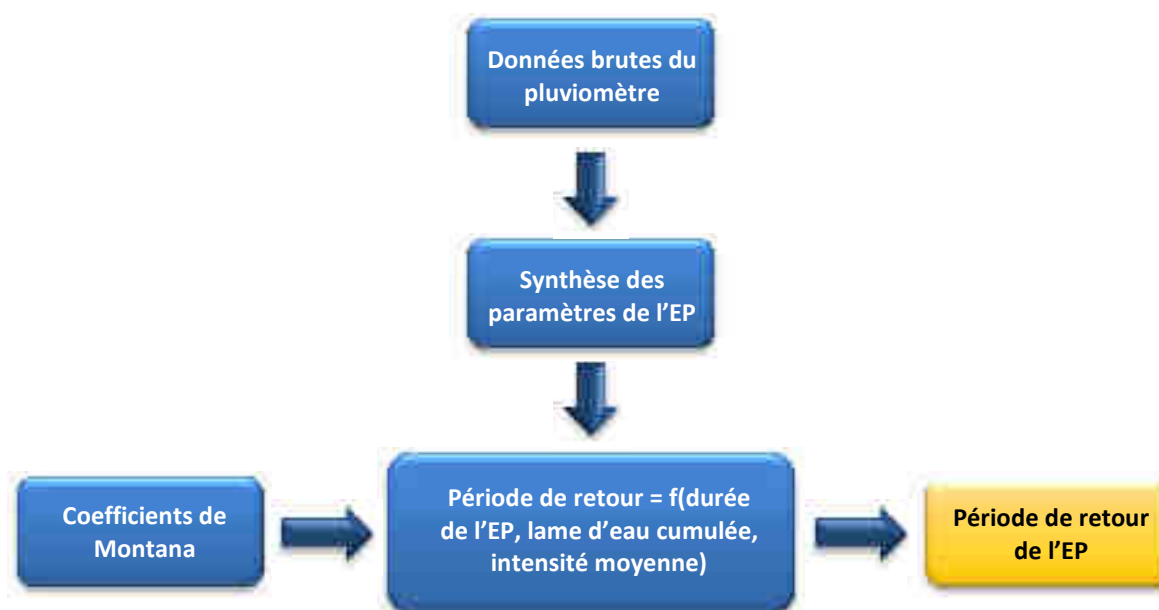 Données brutes du
pluviomètre
Synthèse des
paramètres de l’EP
Coefficients de
Montana
Période de retour = f(durée
de l’EP, lame d’eau cumulée,
intensité moyenne)
Période de retour
de l’EP